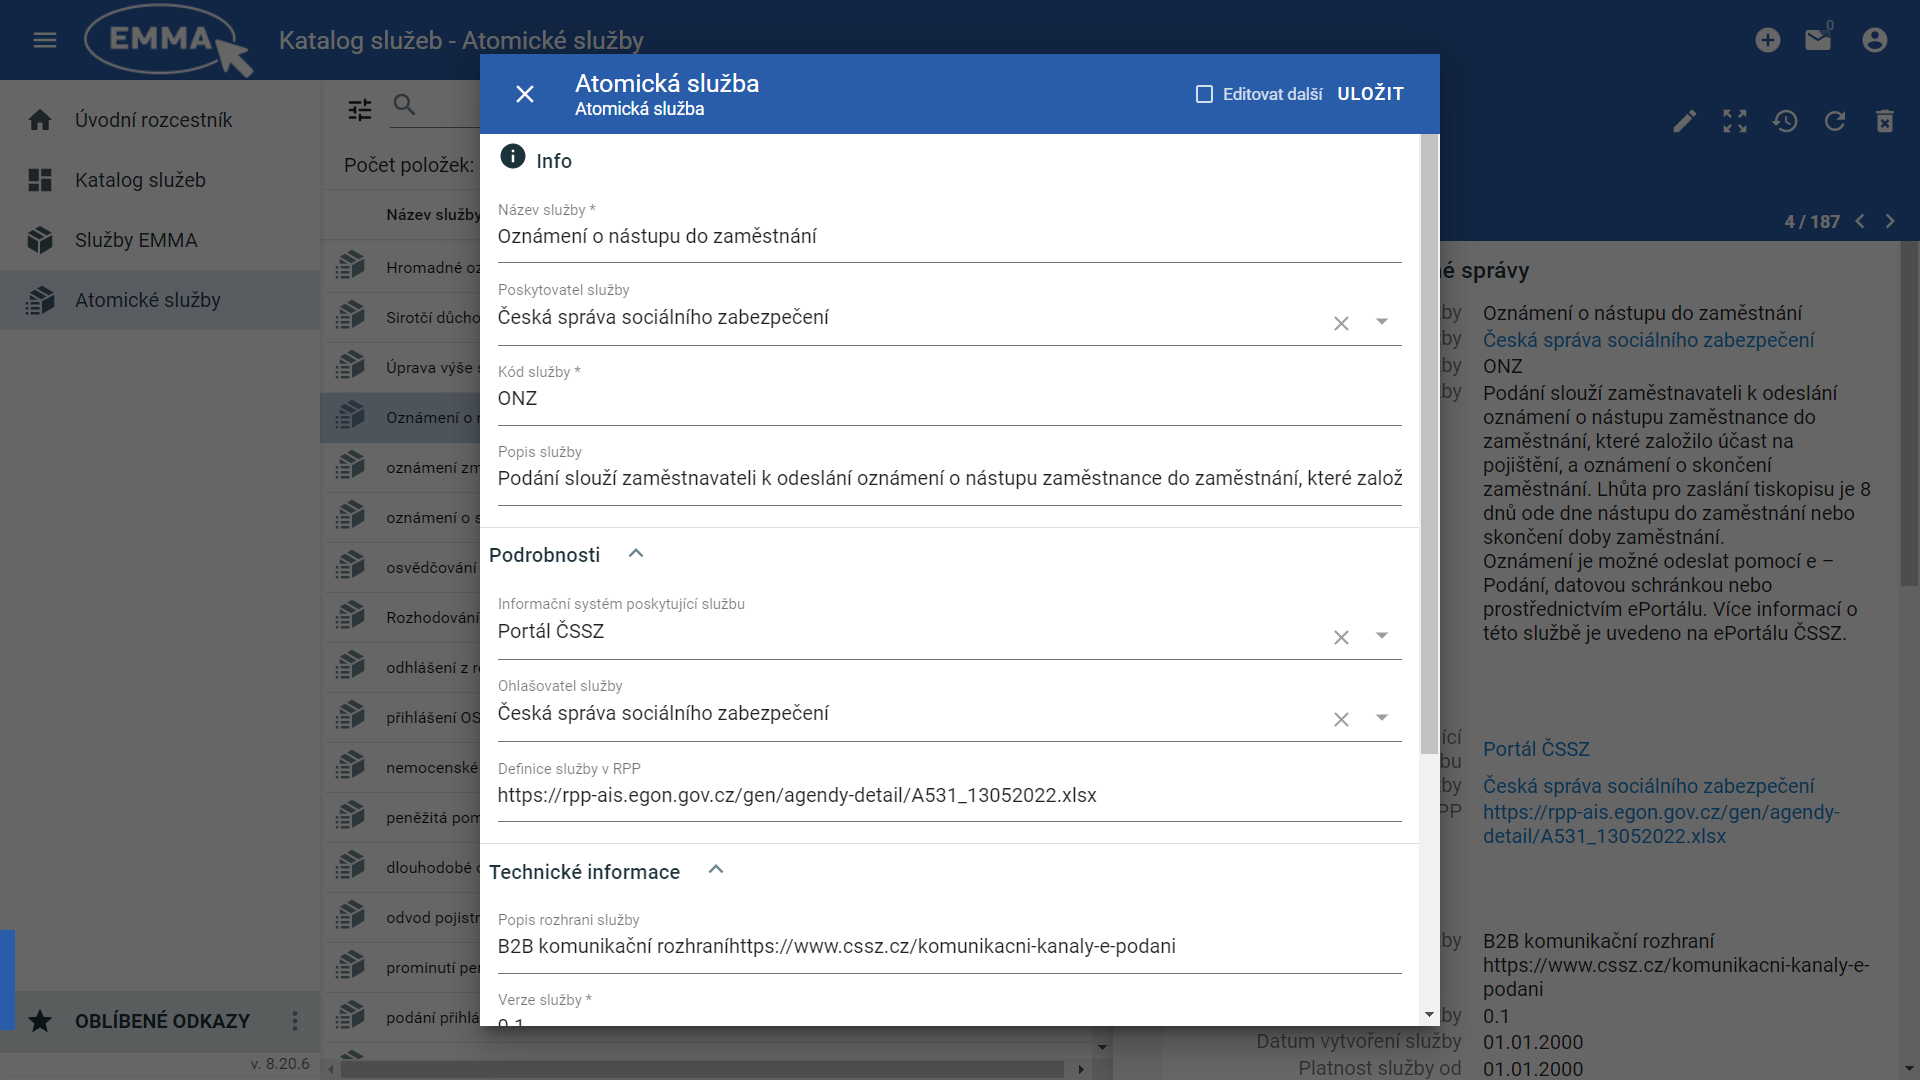 EMMA
Katalog služeb - Atomické služby
0
Úvodní rozcestník
Katalog služeb
Služby EMMA
Atomické služby
OBLÍBENÉ ODKAZY
v. 8.20.6
Počet položek:
Název služby
Hromadné oz
Sirotčí důcho
Úprava výše
Oznámení o
oznámení zm
oznámení o s
osvědčování
Rozhodování
odhlášení z
přihlášení OS
nemocenské
peněžitá pom
dlouhodobé
odvod pojistn
prominutí pen
podání přihlá
Atomická služba
Atomická služba
Editovat další
ULOŽIT
Info
Název služby *
Oznámení o nástupu do zaměstnání
Poskytovatel služby
Česká správa sociálního zabezpečení
Kód služby *
ONZ
Popis služby
Podání slouží zaměstnavateli k odeslání oznámení o nástupu zaměstnance do zaměstnání, které založ
Podrobnosti
Informační systém poskytující službu
Portál ČSSZ
Ohlašovatel služby
Česká správa sociálního zabezpečení
Definice služby v RPP
https://rpp-ais.egon.gov.cz/gen/agendy-detail/A531_13052022.xlsx
Technické informace
Popis rozhrani služby
B2B komunikační rozhraníhttps://www.cssz.cz/komunikacni-kanaly-e-podani
Verze služby *
0.1
4 / 187
é správy
by Oznámení o nástupu do zaměstnání
by Česká správa sociálního zabezpečení
by ONZ
by Podání slouží zaměstnavateli k odeslání
oznámení o nástupu zaměstnance do
zaměstnání, které založilo účast na
pojištění, a oznámení o skončení
zaměstnání. Lhůta pro zaslání tiskopisu je 8
dnů ode dne nástupu do zaměstnání nebo
skončení doby zaměstnání.
Oznámení je možné odeslat pomocí e –
Podání, datovou schránkou nebo
prostřednictvím ePortálu. Více informací o
této službě je uvedeno na ePortálu ČSSZ.
ící
bu Portál ČSSZ
by Česká správa sociálního zabezpečení
PP https://rpp-ais.egon.gov.cz/gen/agendy-
detail/A531_13052022.xlsx
by B2B komunikační rozhraní
https://www.cssz.cz/komunikacni-kanaly-e-
podani
by 0.1
Datum vytvoření služby 01.01.2000
Platnost služby od 01.01.2000